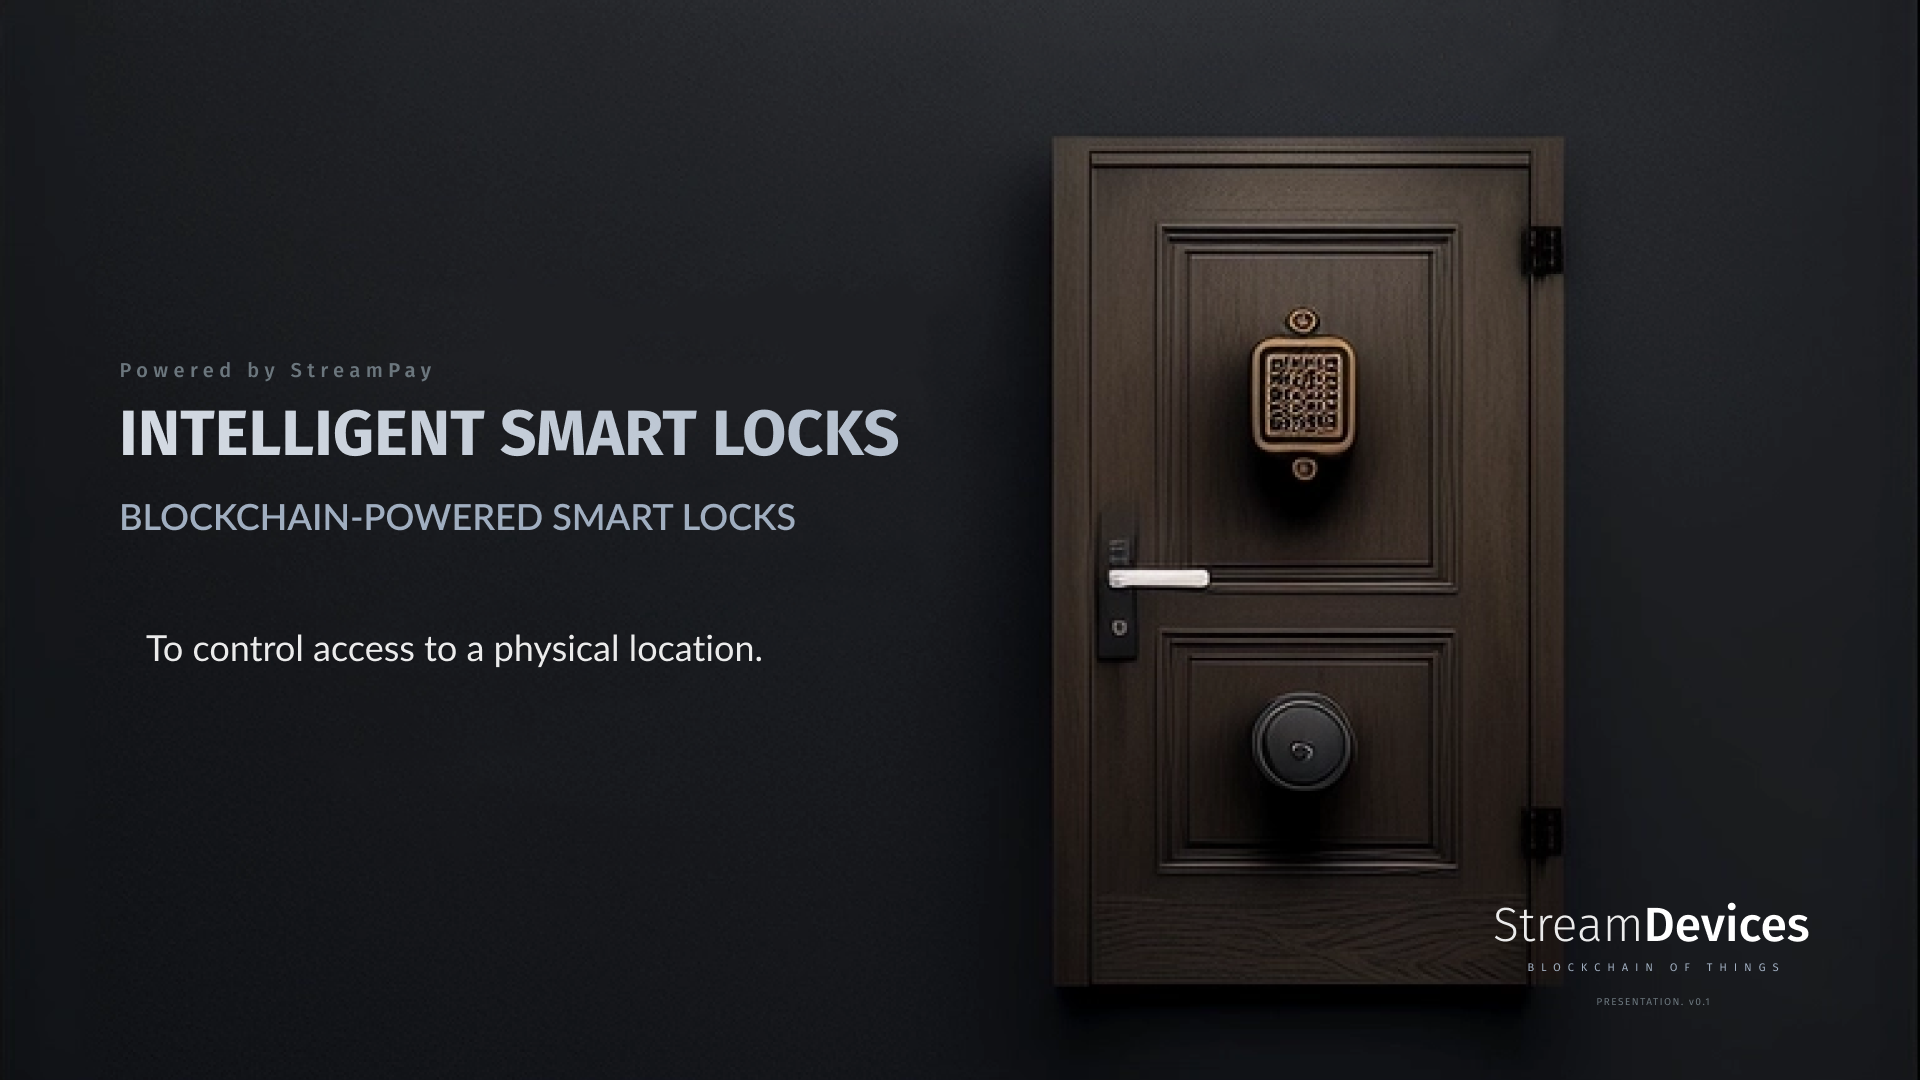 Powered by StreamPay
INTELLIGENT SMART LOCKS
BLOCKCHAIN-POWERED SMART LOCKS
To control access to a physical location.
StreamDevices
BLOCKCHAIN OF THINGS
PRESENTATION. v0.1